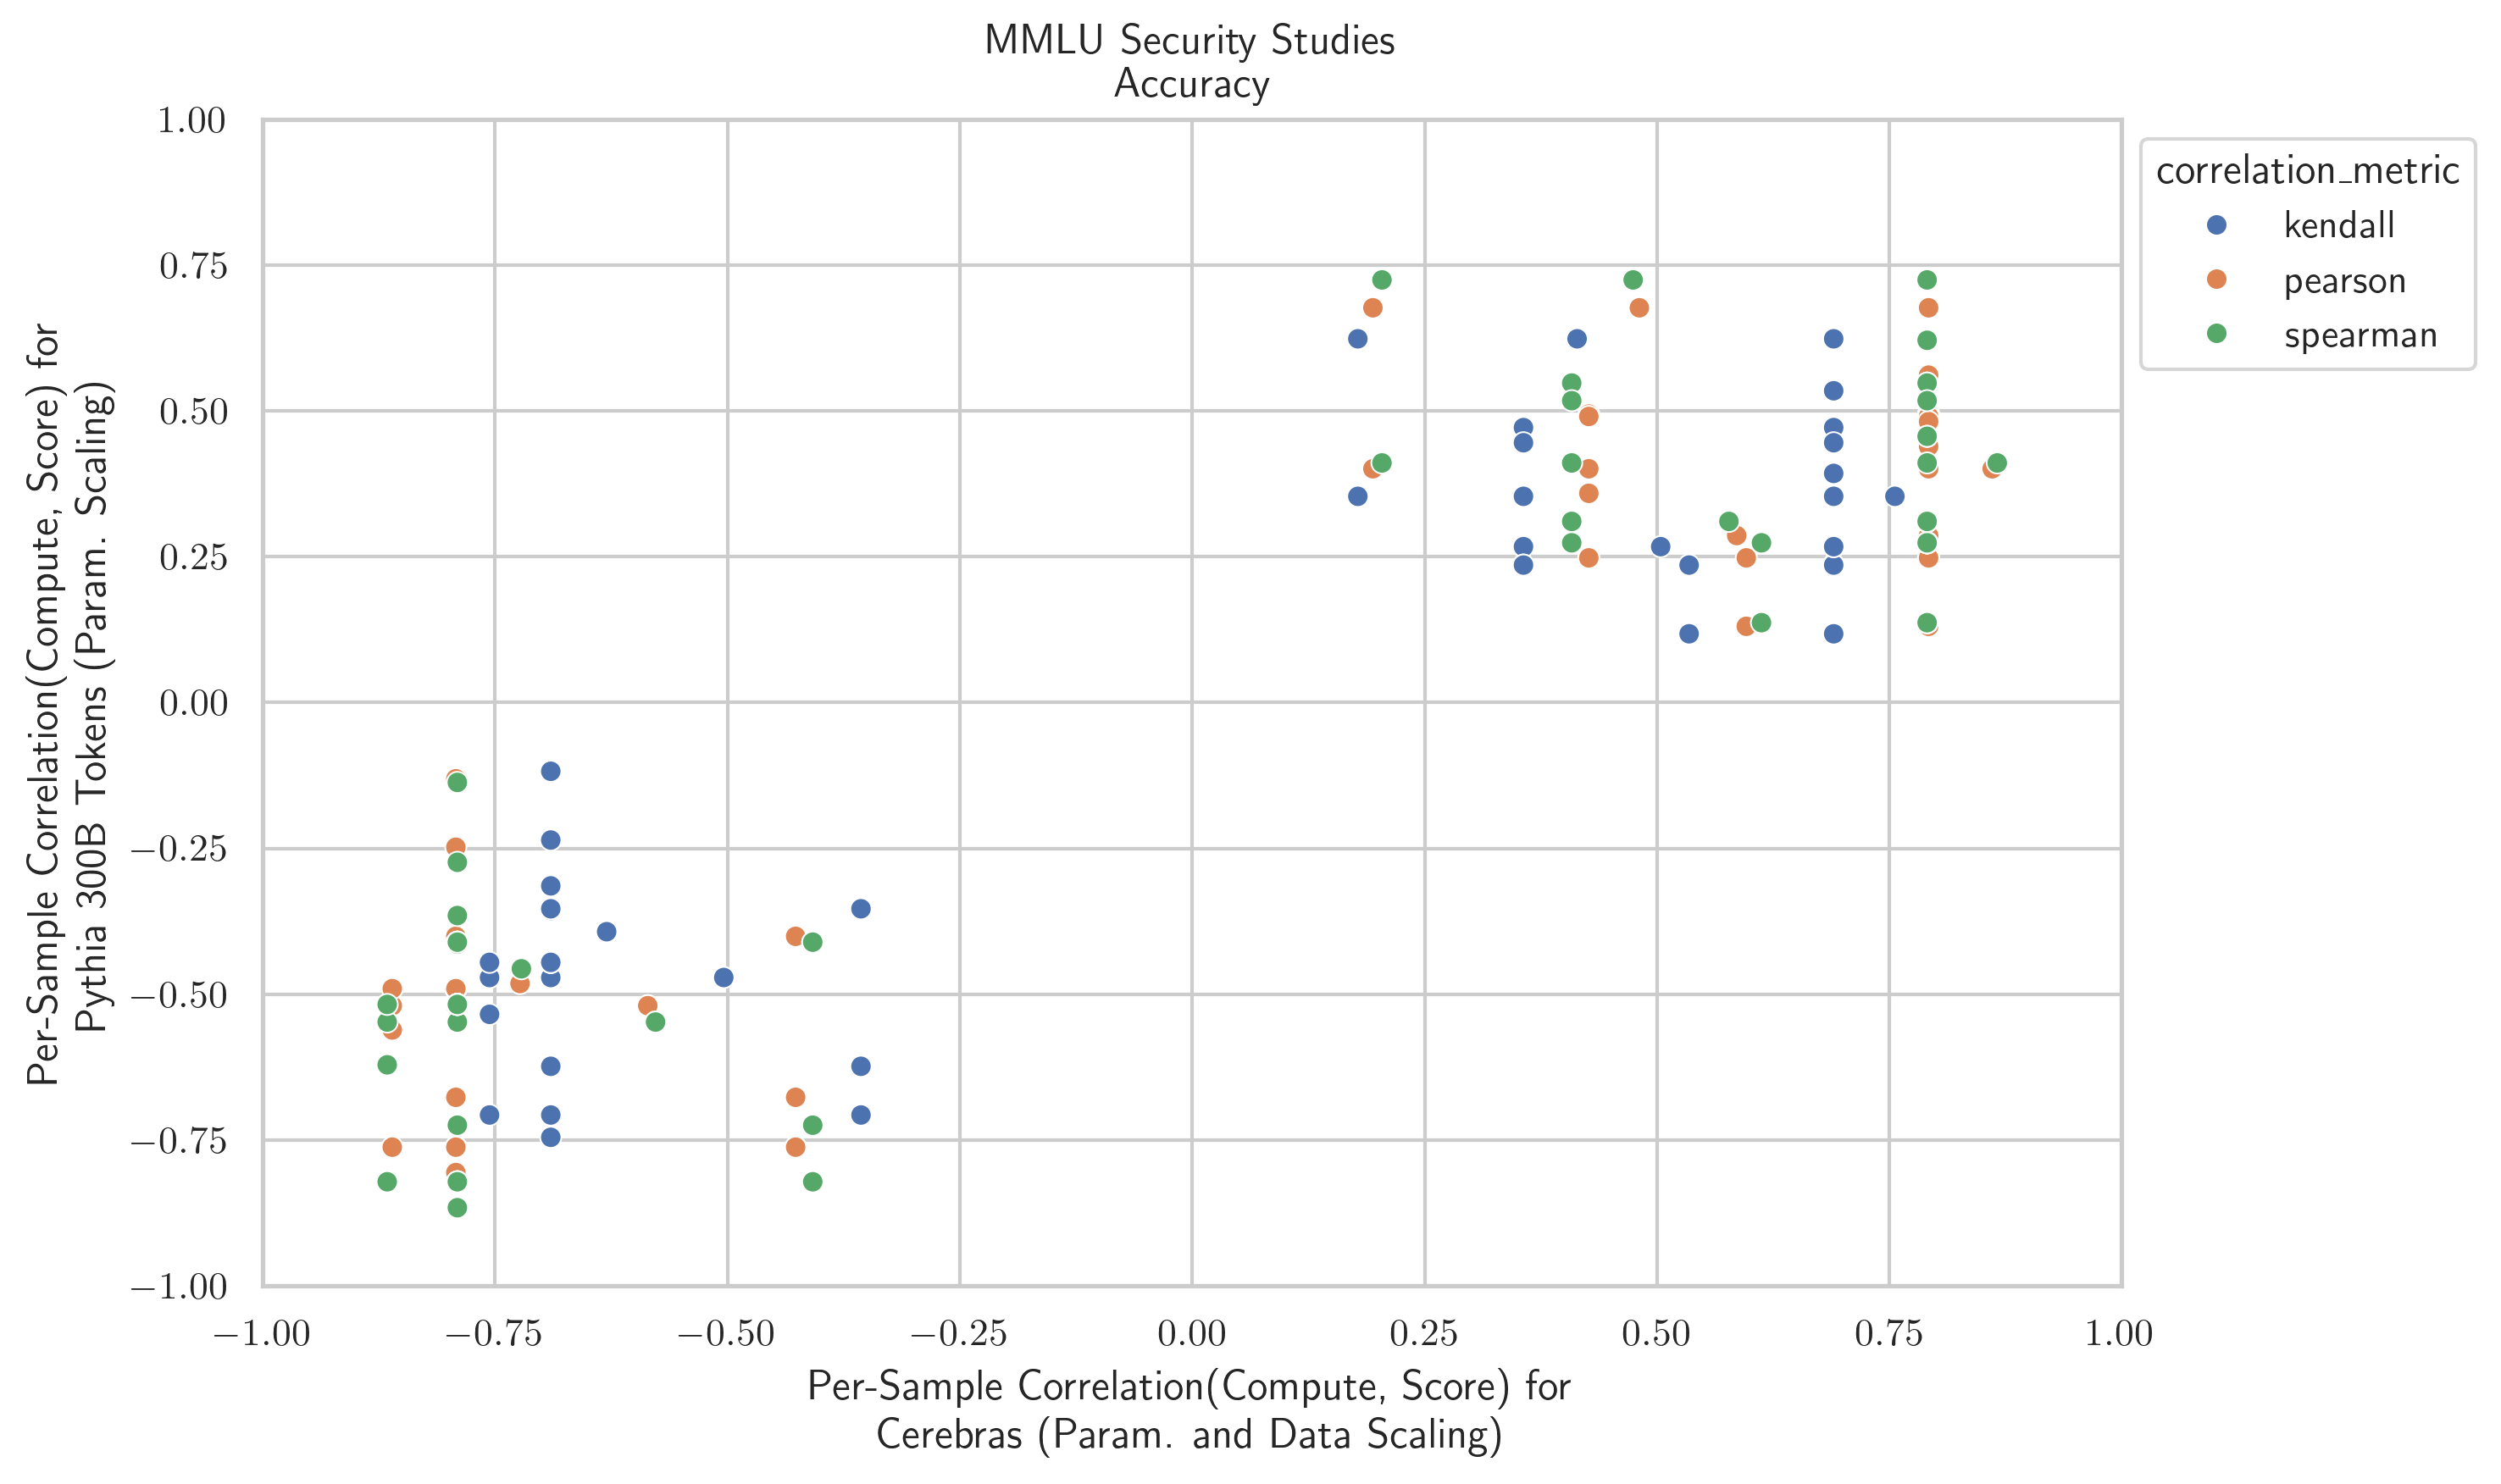 MMLU Security Studies
Accuracy
1.00
0.75
0.50
0.25
0.00
−0.25
−0.50
−0.75
−1.00
Per-Sample Correlation(Compute, Score) for
Pythia 300B Tokens (Param. Scaling)
−1.00 −0.75 −0.50 −0.25 0.00 0.25 0.50 0.75 1.00
Per-Sample Correlation(Compute, Score) for
Cerebras (Param. and Data Scaling)
correlation_metric
kendall
pearson
spearman